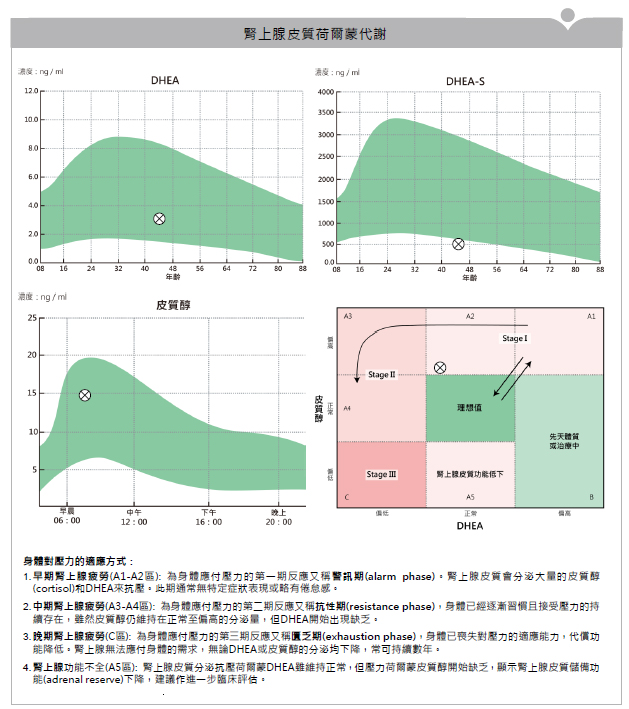 腎上腺皮質荷爾蒙代謝
濃度：ng / ml
DHEA
12.0
10.0
8.0
6.0
4.0
2.0
0.0
08 16 24 32 40 48 56 64 72 80 88
年齡
濃度：ng / ml
DHEA-S
4000
3500
3000
2500
2000
1500
1000
500
0.0
08 16 24 32 40 48 56 64 72 80 88
年齡
濃度：ng / ml
皮質醇
25
20
15
10
5
早晨 中午 下午 晚上
06：00 12：00 16：00 20：00
A3 A2 A1
偏高
Stage I
Stage II
皮質醇
正常
A4
理想值
先天體質
或治療中
偏低
Stage III
腎上腺皮質功能低下
C A5 B
偏低 正常 偏高
DHEA
身體對壓力的適應方式：
1.早期腎上腺疲勞(A1-A2區): 為身體應付壓力的第一期反應又稱警訊期(alarm phase)。腎上腺皮質會分泌大量的皮質醇
(cortisol)和DHEA來抗壓。此期通常無特定症狀表現或略有倦怠感。
2.中期腎上腺疲勞(A3-A4區): 為身體應付壓力的第二期反應又稱抗性期(resistance phase)，身體已經逐漸習慣且接受壓力的持
續存在，雖然皮質醇仍維持在正常至偏高的分泌量，但DHEA開始出現缺乏。
3.晚期腎上腺疲勞(C區): 為身體應付壓力的第三期反應又稱匱乏期(exhaustion phase)，身體已喪失對壓力的適應能力，代償功
能降低。腎上腺無法應付身體的需求，無論DHEA或皮質醇的分泌均下降，常可持續數年。
4.腎上腺功能不全(A5區): 腎上腺皮質分泌抗壓荷爾蒙DHEA雖維持正常，但壓力荷爾蒙皮質醇開始缺乏，顯示腎上腺皮質儲備功
能(adrenal reserve)下降，建議作進一步臨床評估。